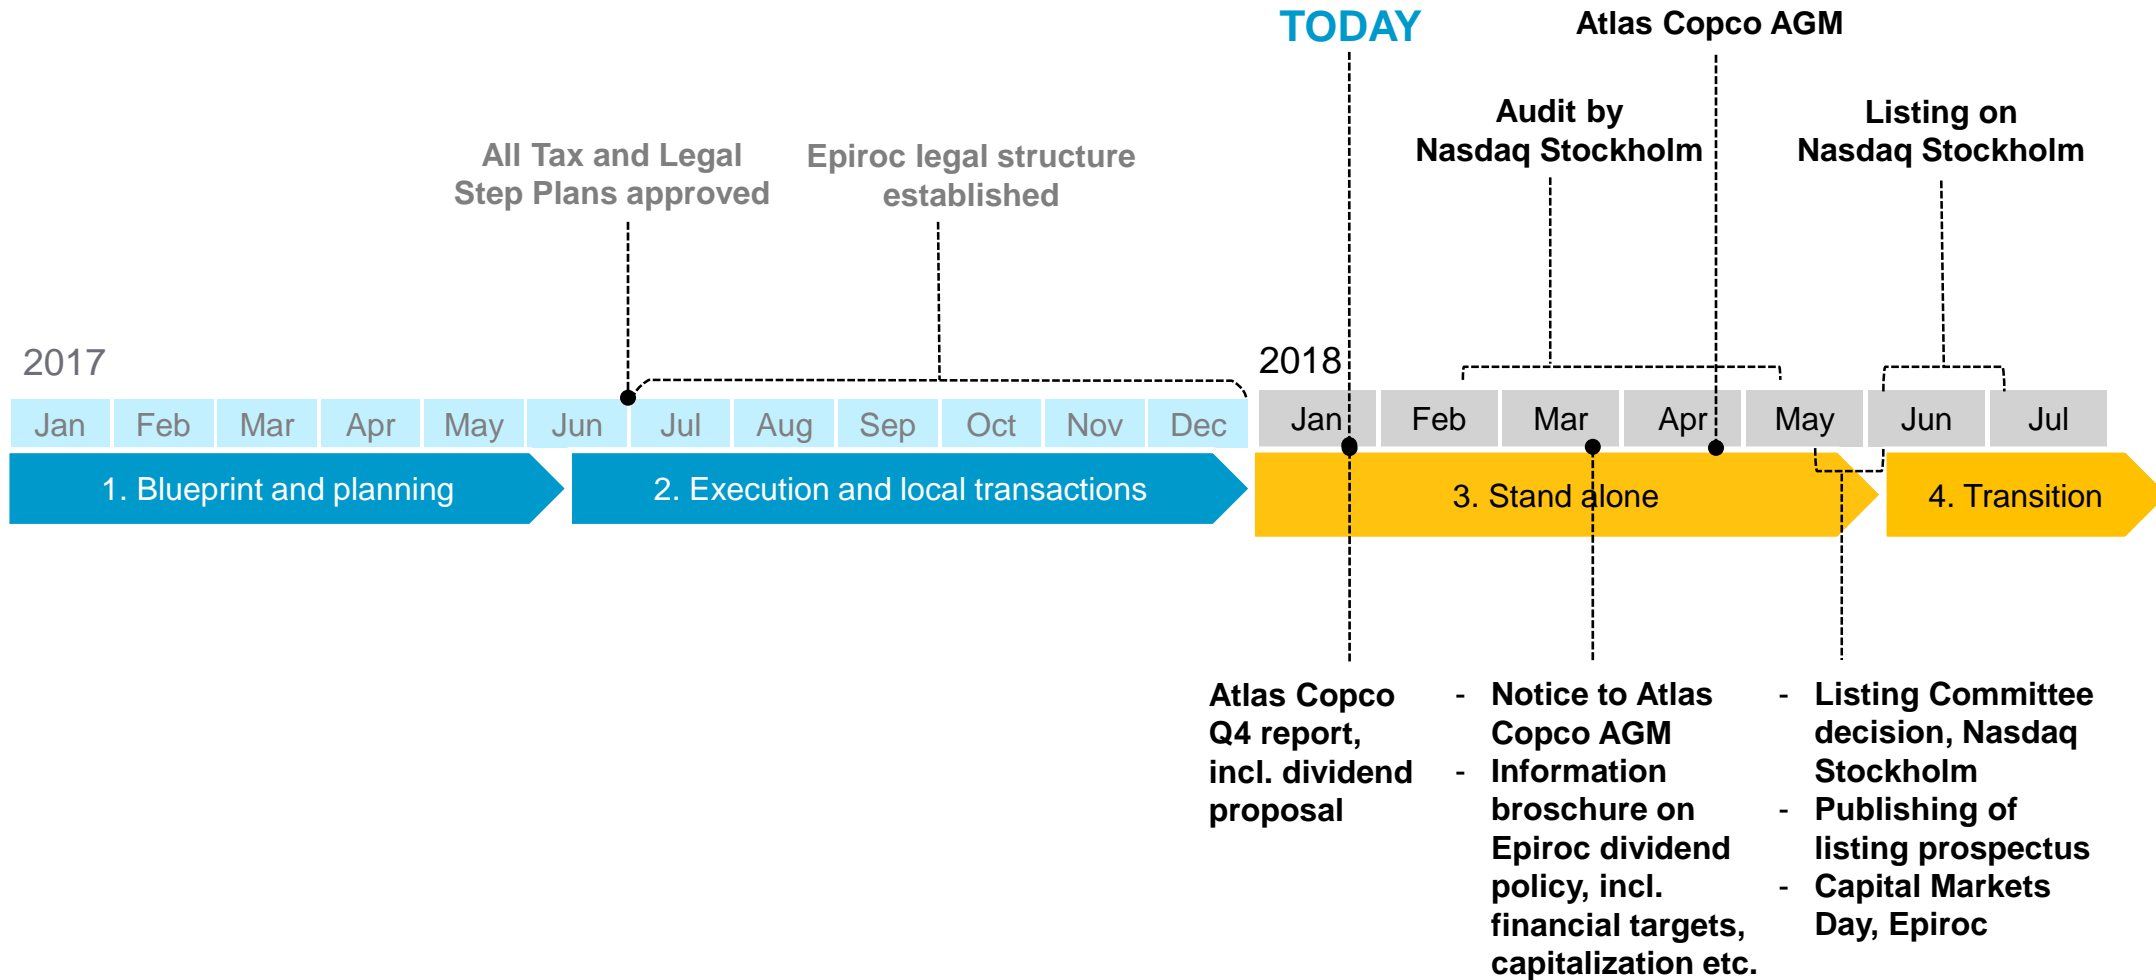 TODAY
Atlas Copco AGM
Audit by
Nasdaq Stockholm
Listing on
Nasdaq Stockholm
All Tax and Legal
Step Plans approved
Epiroc legal structure
established
2017
2018
Jan Feb Mar Apr May Jun Jul Aug Sep Oct Nov Dec
Jan Feb Mar Apr May Jun Jul
1. Blueprint and planning
2. Execution and local transactions
3. Stand alone
4. Transition
Atlas Copco
Q4 report,
incl. dividend
proposal
- Notice to Atlas
Copco AGM
- Information
broschure on
Epiroc dividend
policy, incl.
financial targets,
capitalization etc.
- Listing Committee
decision, Nasdaq
Stockholm
- Publishing of
listing prospectus
- Capital Markets
Day, Epiroc